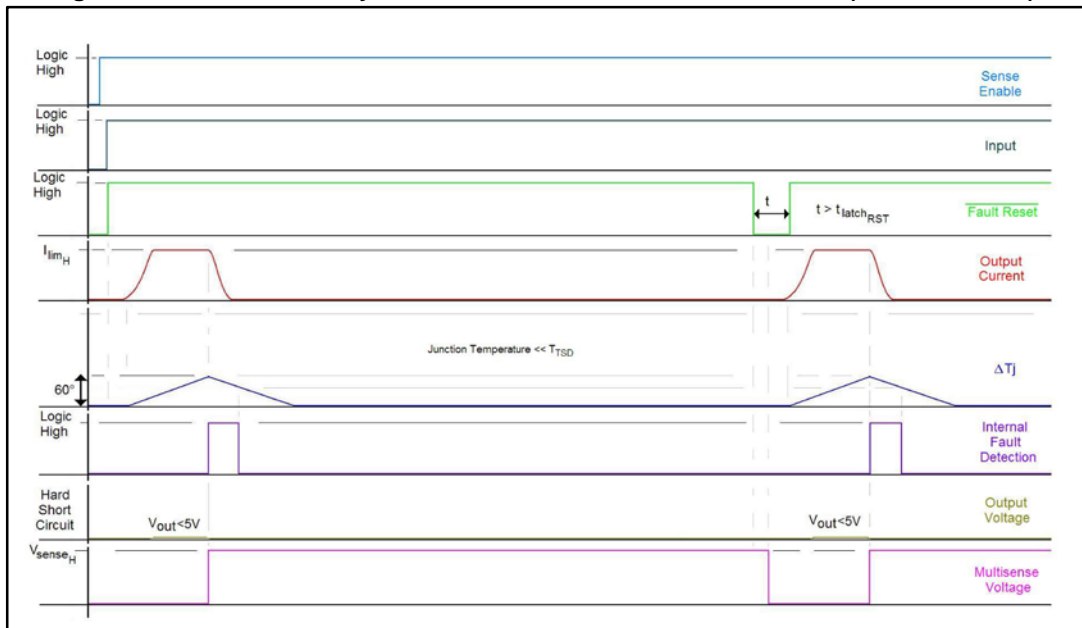 Logic
High
Sense
Enable
Logic
High
Input
Logic
High
t
t > tlatchRST
Fault Reset
IlimH
Output
Current
Junction Temperature << TTSD
60°
ΔTj
Logic
High
Internal
Fault
Detection
Hard
Short
Circuit
Vout<5V
Vout<5V
Output
Voltage
VsenseH
Multisense
Voltage